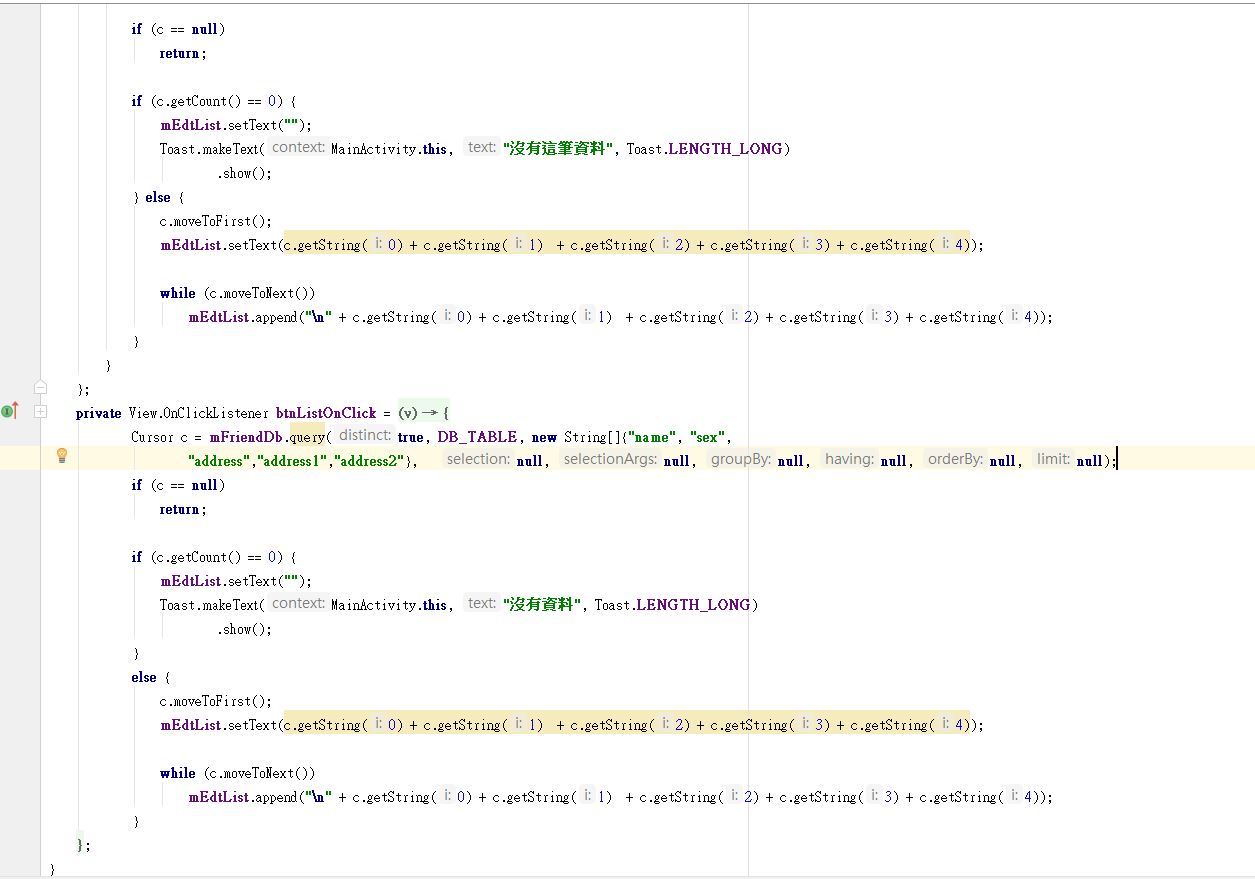 if (c == null)
return;
if (c.getCount() == 0) {
mEdtList.setText("");
Toast.makeText( context: MainActivity.this, text: "沒有這筆資料", Toast.LENGTH_LONG)
.show();
} else {
c.moveToFirst();
mEdtList.setText(c.getString( i: 0) + c.getString( i: 1) + c.getString( i: 2) + c.getString( i: 3) + c.getString( i: 4));
while (c.moveToNext())
mEdtList.append("\n" + c.getString( i: 0) + c.getString( i: 1) + c.getString( i: 2) + c.getString( i: 3) + c.getString( i: 4));
}
}
};
private View.OnClickListener btnListOnClick = (v) → {
Cursor c = mFriendDb.query( distinct: true, DB_TABLE, new String[]{"name", "sex",
"address","address1","address2"}, selection: null, selectionArgs: null, groupBy: null, having: null, orderBy: null, limit: null);
if (c == null)
return;
if (c.getCount() == 0) {
mEdtList.setText("");
Toast.makeText( context: MainActivity.this, text: "沒有資料", Toast.LENGTH_LONG)
.show();
}
else {
c.moveToFirst();
mEdtList.setText(c.getString( i: 0) + c.getString( i: 1) + c.getString( i: 2) + c.getString( i: 3) + c.getString( i: 4));
while (c.moveToNext())
mEdtList.append("\n" + c.getString( i: 0) + c.getString( i: 1) + c.getString( i: 2) + c.getString( i: 3) + c.getString( i: 4));
}
};
}